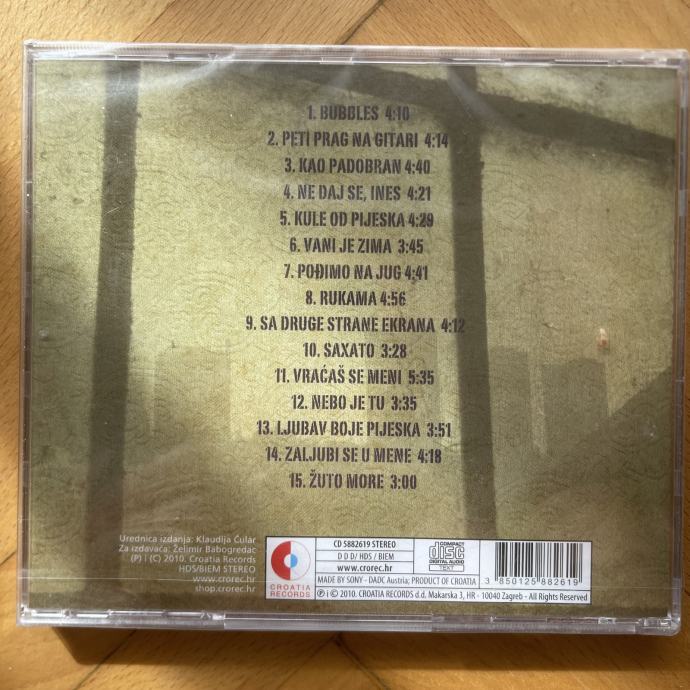 1. BUBBLES 4:10
2. PETI PRAG NA GITARI 4:14
3. KAO PADOBRAN 4:40
4. NE DAJ SE, INES 4:21
5. KULE OD PIJESKA 4:29
6. VANI JE ZIMA 3:45
7. POĐIMO NA JUG 4:41
8. RUKAMA 4:56
9. SA DRUGE STRANE EKRANA 4:12
10. SAXATO 3:28
11. VRAĆAŠ SE MENI 5:35
12. NEBO JE TU 3:35
13. LJUBAV BOJE PIJESKA 3:51
14. ZALJUBI SE U MENE 4:18
15. ŽUTO MORE 3:00
Urednica izdanja: Klaudija Čular
Za izdavača: Želimir Babogredac
(P) i (C) 2010. Croatia Records
HDS/BIEM STEREO
www.crorec.hr
shop.crorec.hr
CROATIA
RECORDS
CD 5882619 STEREO
D D D/ HDS / BIEM
www.crorec.hr
MADE BY SONY - DADC Austria; PRODUCT OF CROATIA
COMPACT
disc
DIGITAL AUDIO
TEXT
3 850125 882619
P i © 2010. CROATIA RECORDS d.d. Makarska 3, HR - 10040 Zagreb - All Rights Reserved